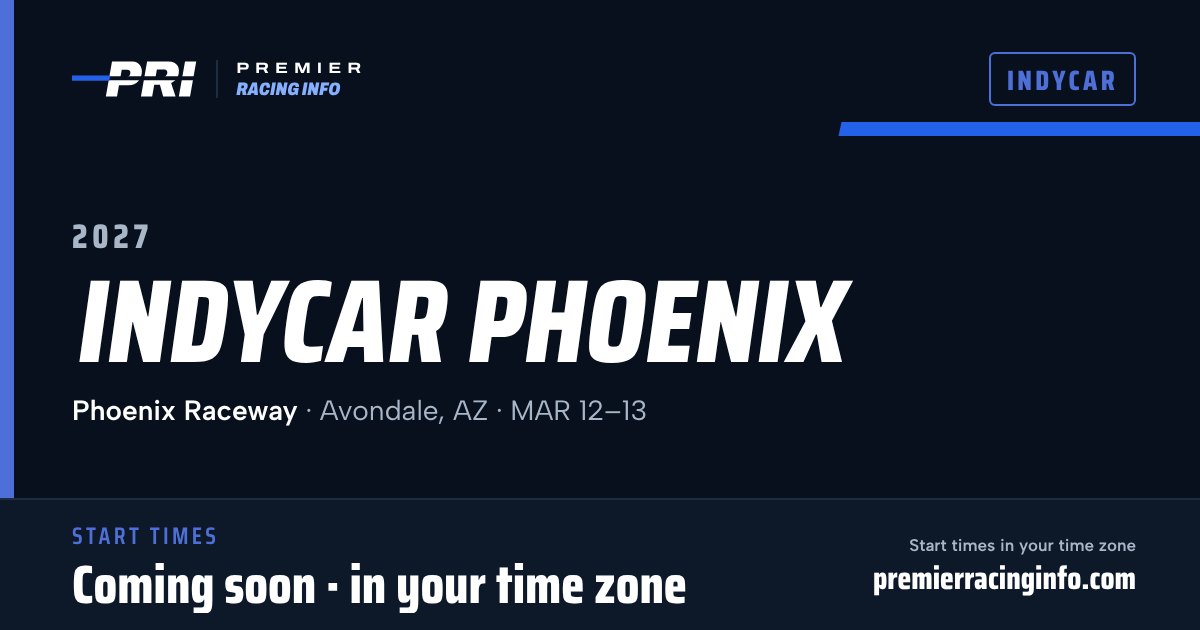 PRI
PREMIER
RACING INFO
INDYCAR
2027
INDYCAR PHOENIX
Phoenix Raceway · Avondale, AZ · MAR 12–13
START TIMES
Coming soon · in your time zone
Start times in your time zone
premierracinginfo.com